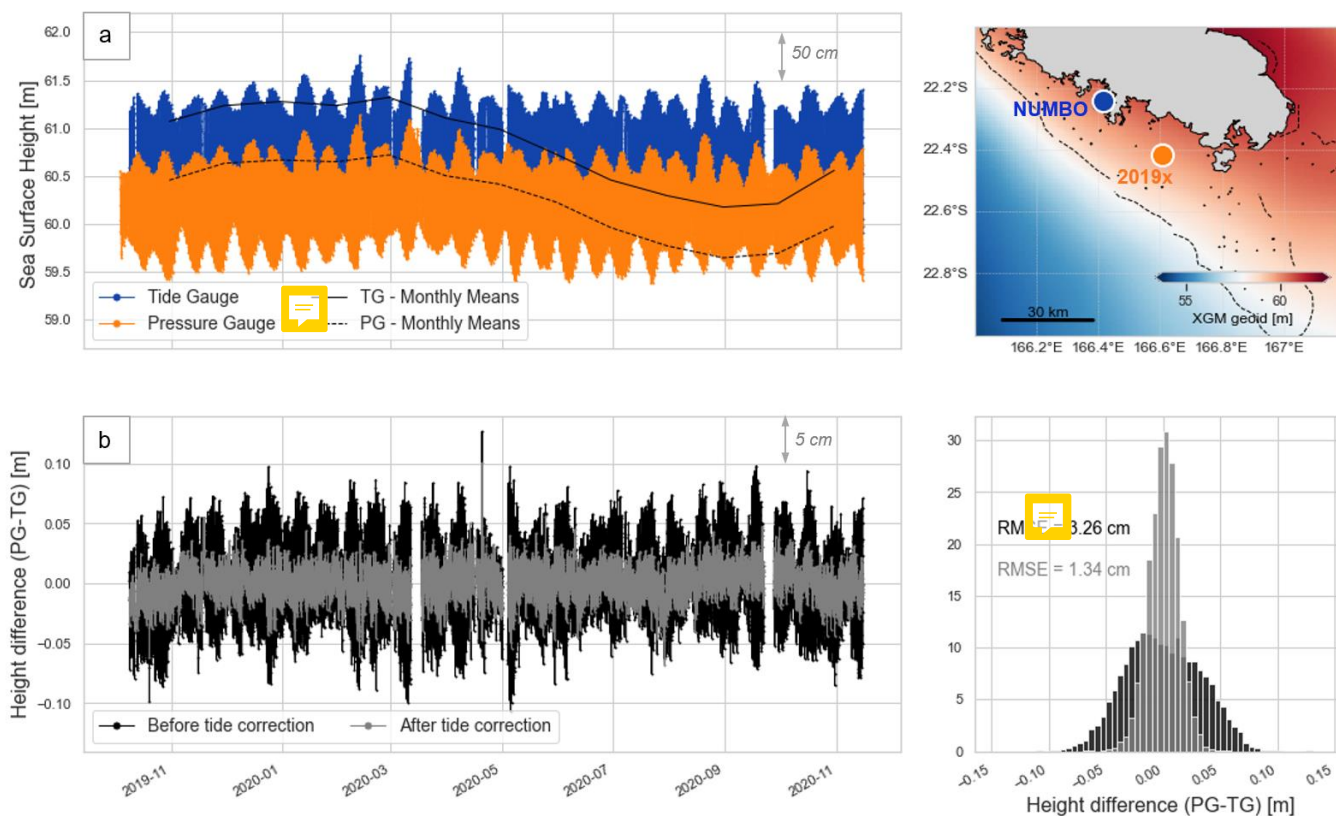 a
62.0
61.5
61.0
60.5
60.0
59.5
59.0
Sea Surface Height [m]
50 cm
Tide Gauge
Pressure Gauge
TG - Monthly Means
PG - Monthly Means
22.2°S
22.4°S
22.6°S
22.8°S
NUMBO
2019x
55
60
XGM geoid [m]
30 km
166.2°E
166.4°E
166.6°E
166.8°E
167°E
b
0.10
0.05
0.00
−0.05
−0.10
Height difference (PG-TG) [m]
5 cm
Before tide correction
After tide correction
2019-11
2020-01
2020-03
2020-05
2020-07
2020-09
2020-11
30
25
20
15
10
5
0
RMSE = 3.26 cm
RMSE = 1.34 cm
−0.15
−0.10
−0.05
0.00
0.05
0.10
0.15
Height difference (PG-TG) [m]